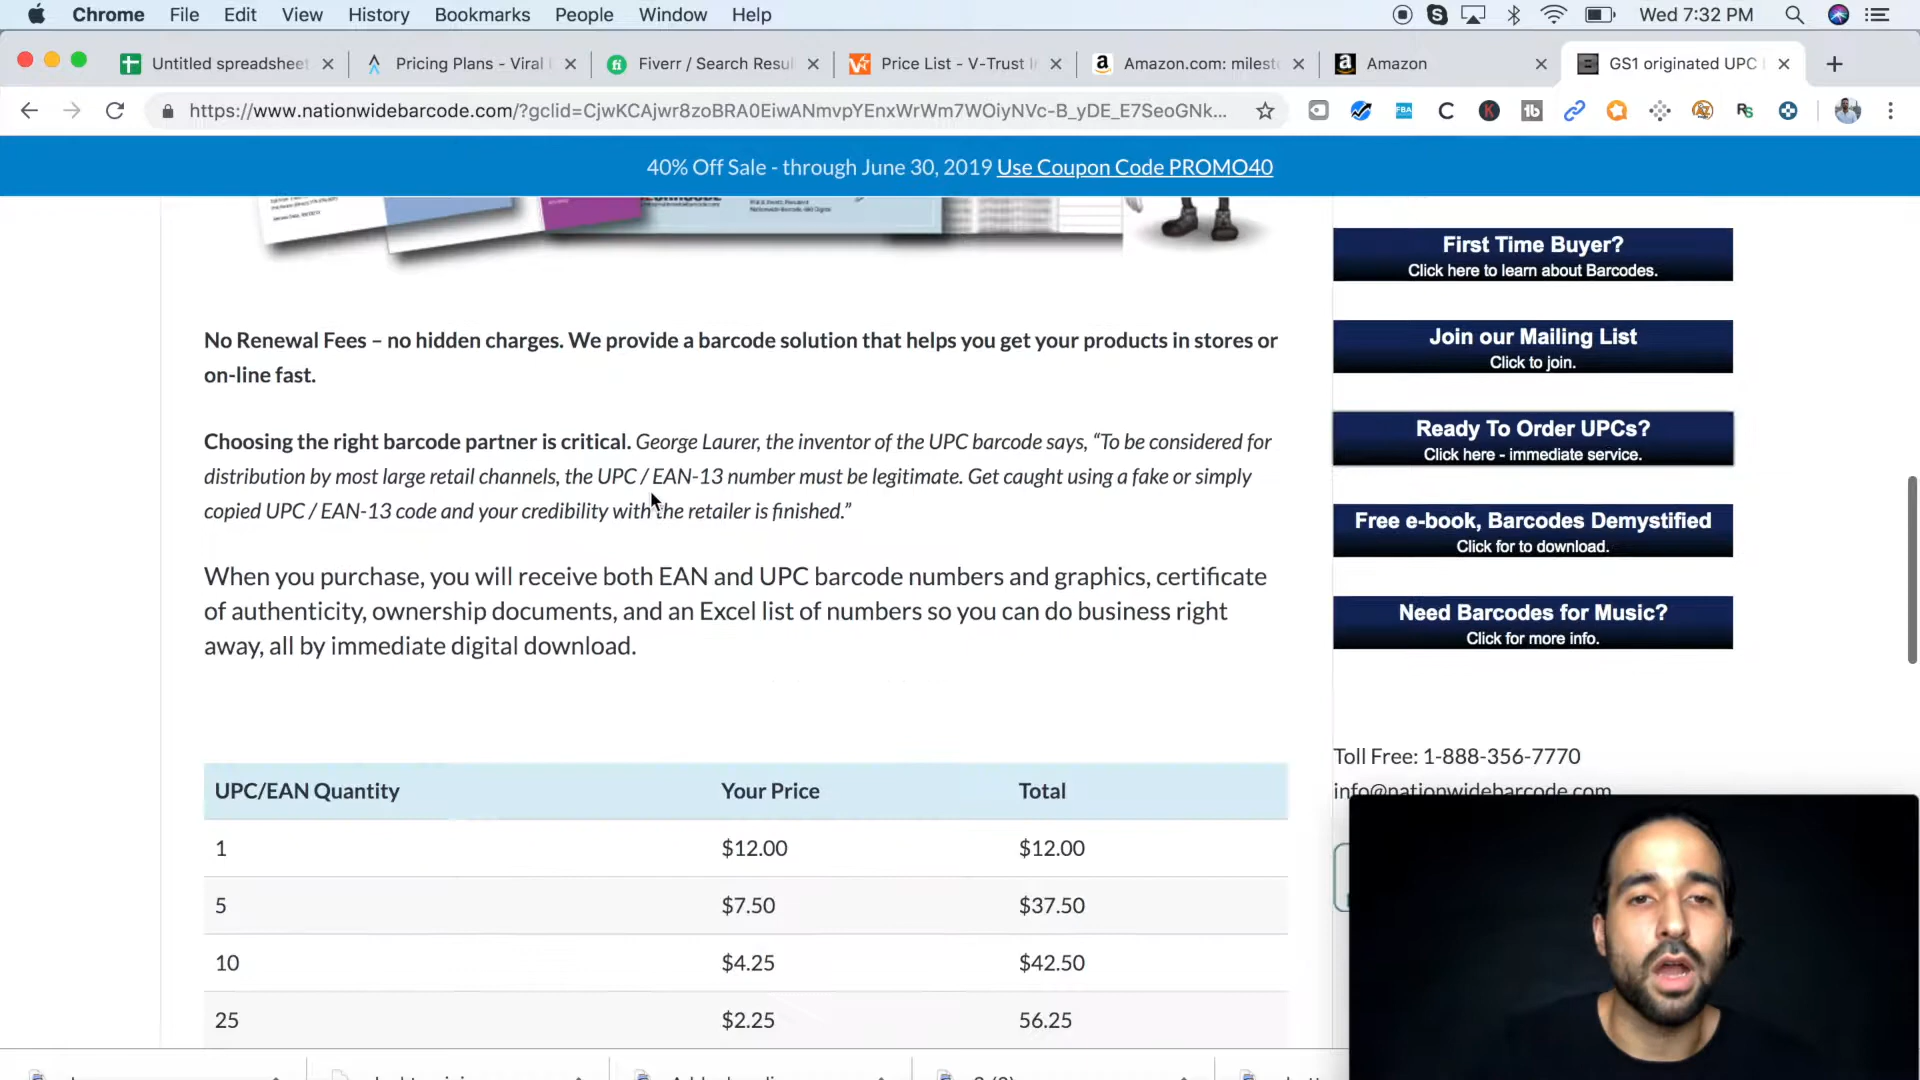 Chrome File Edit View History Bookmarks People Window Help Wed 7:32 PM
Untitled spreadsheet Pricing Plans - Viral Fiverr / Search Resul Price List - V-Trust I Amazon.com: milest Amazon GS1 originated UPC
https://www.nationwidebarcode.com/?gclid=CjwKCAjwr8zoBRA0EiwANmvpYEnxWrWm7WOiyNVc-B_yDE_E7SeoGNk...
40% Off Sale - through June 30, 2019 Use Coupon Code PROMO40
First Time Buyer?
Click here to learn about Barcodes.
Join our Mailing List
Click to join.
Ready To Order UPCs?
Click here - immediate service.
Free e-book, Barcodes Demystified
Click for to download.
Need Barcodes for Music?
Click for more info.
Toll Free: 1-888-356-7770
info@nationwidebarcode.com
No Renewal Fees – no hidden charges. We provide a barcode solution that helps you get your products in stores or
on-line fast.
Choosing the right barcode partner is critical. George Laurer, the inventor of the UPC barcode says, “To be considered for
distribution by most large retail channels, the UPC / EAN-13 number must be legitimate. Get caught using a fake or simply
copied UPC / EAN-13 code and your credibility with the retailer is finished.”
When you purchase, you will receive both EAN and UPC barcode numbers and graphics, certificate
of authenticity, ownership documents, and an Excel list of numbers so you can do business right
away, all by immediate digital download.
UPC/EAN Quantity Your Price Total
1 $12.00 $12.00
5 $7.50 $37.50
10 $4.25 $42.50
25 $2.25 56.25